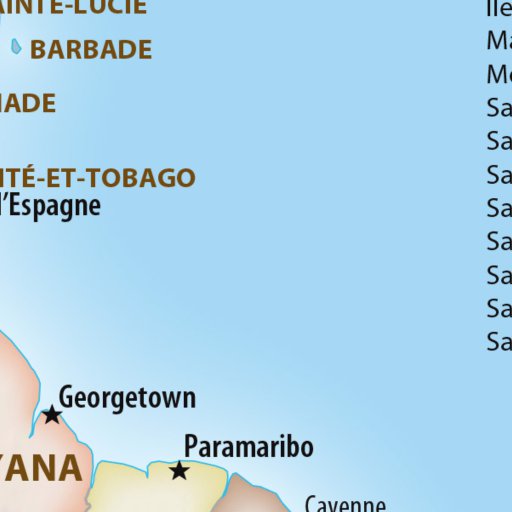 AINTE-LUCIE
BARBADE
NADE
ITÉ-ET-TOBAGO
d'Espagne
Georgetown
YANA
Paramaribo
Cayenne
Île
Ma
Mo
Sa
Sa
Sa
Sa
Sa
Sa
Sa
Sa